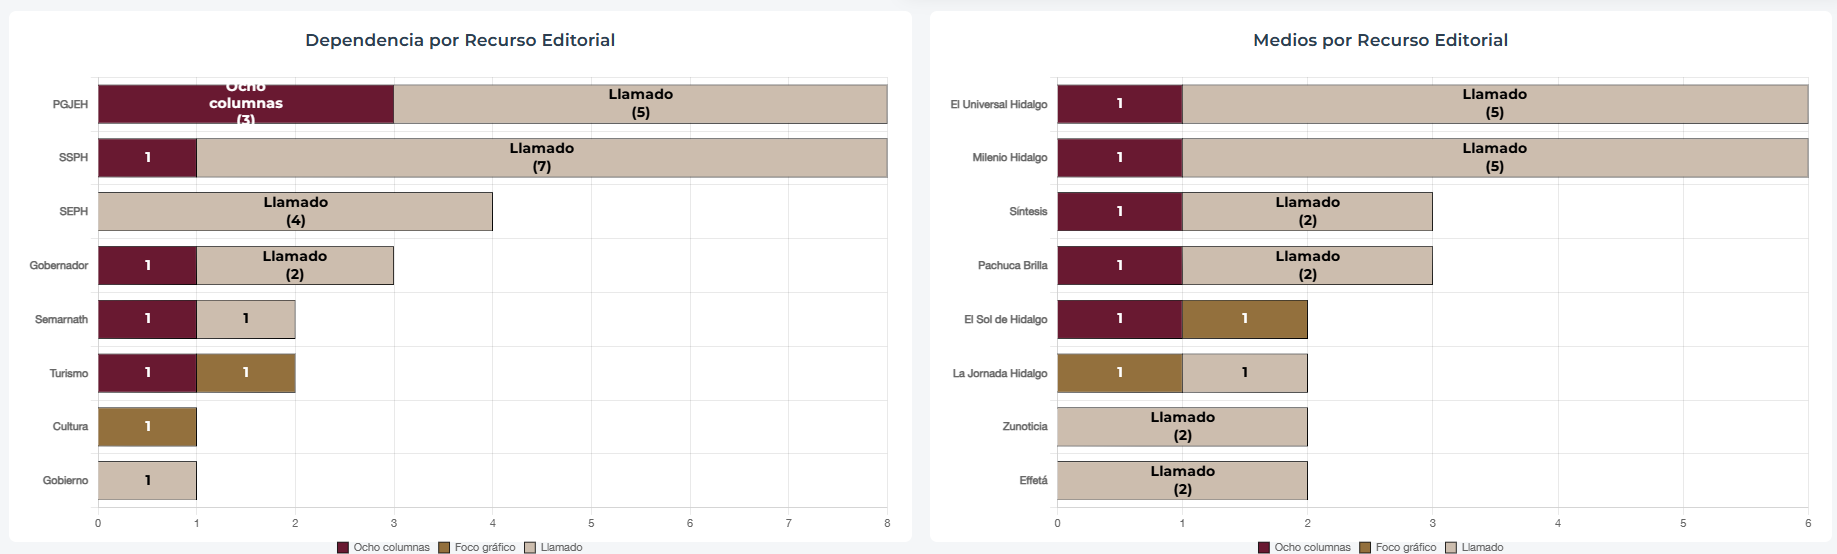 Dependencia por Recurso Editorial
PGJEH
Ocho
columnas
(3)
Llamado
(5)
SSPH
1
Llamado
(7)
SEPH
Llamado
(4)
Gobernador
1
Llamado
(2)
Semarnath
1
1
Turismo
1
1
Cultura
1
Gobierno
1
0 1 2 3 4 5 6 7 8
Ocho columnas Foco gráfico Llamado
Medios por Recurso Editorial
El Universal Hidalgo
1
Llamado
(5)
Milenio Hidalgo
1
Llamado
(5)
Síntesis
1
Llamado
(2)
Pachuca Brilla
1
Llamado
(2)
El Sol de Hidalgo
1
1
La Jornada Hidalgo
1
1
Zunoticia
Llamado
(2)
Effetá
Llamado
(2)
0 1 2 3 4 5 6
Ocho columnas Foco gráfico Llamado